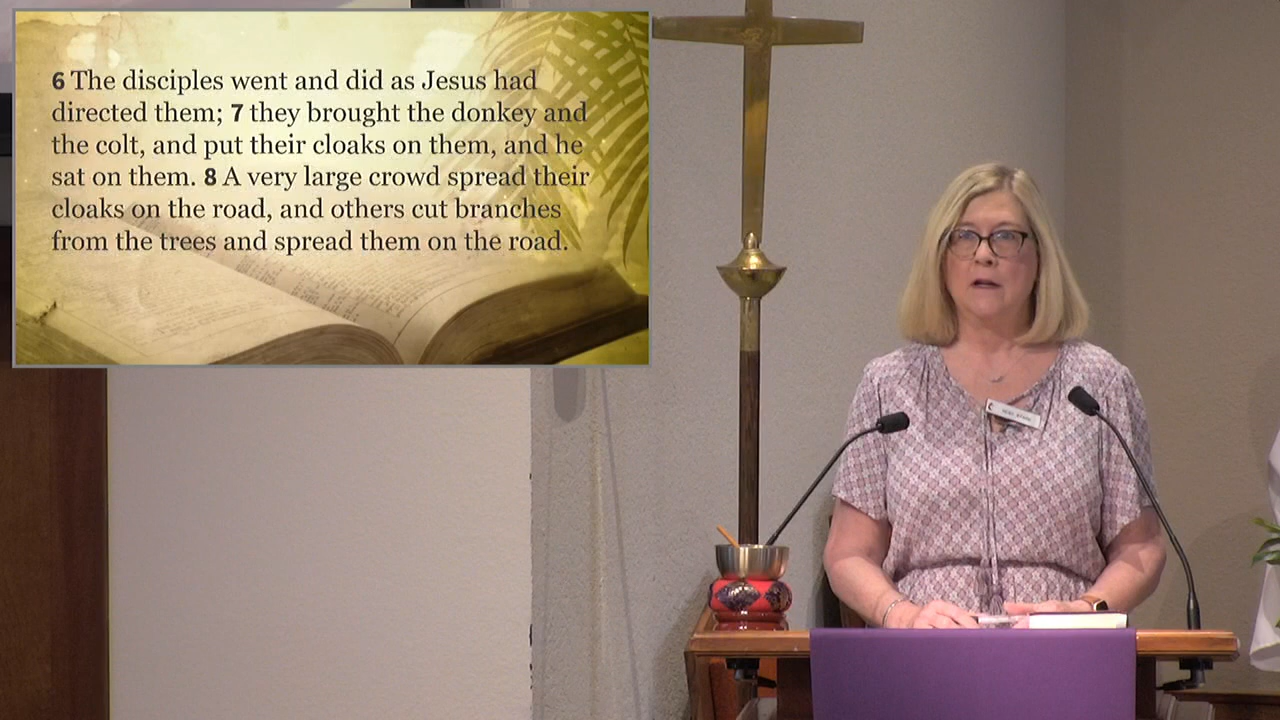 6 The disciples went and did as Jesus had
directed them; 7 they brought the donkey and
the colt, and put their cloaks on them, and he
sat on them. 8 A very large crowd spread their
cloaks on the road, and others cut branches
from the trees and spread them on the road.